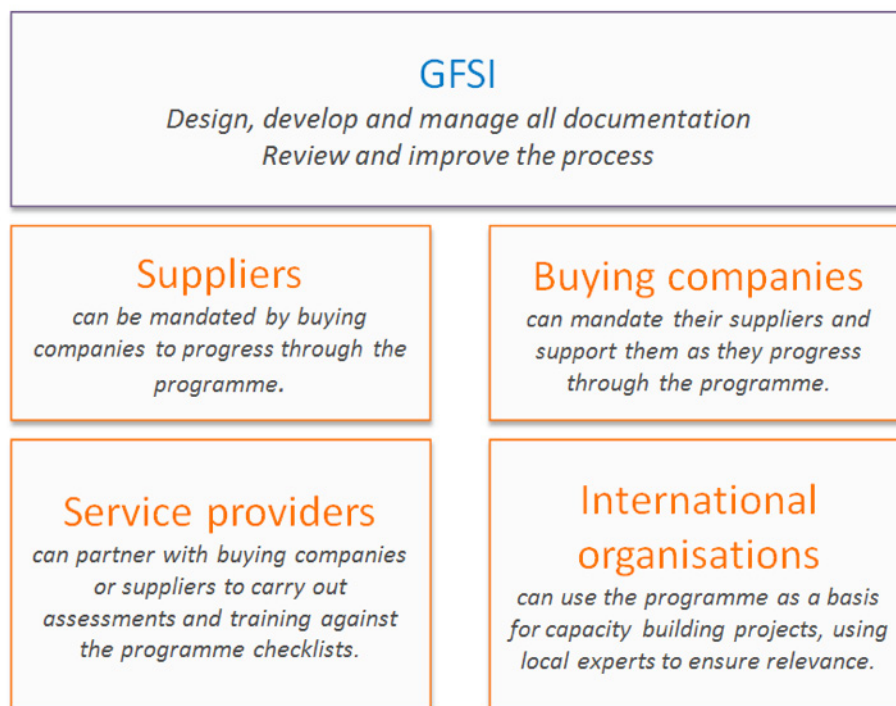 GFSI
Design, develop and manage all documentation
Review and improve the process
Suppliers
can be mandated by buying
companies to progress through the
programme.
Buying companies
can mandate their suppliers and
support them as they progress
through the programme.
Service providers
can partner with buying companies
or suppliers to carry out
assessments and training against
the programme checklists.
International
organisations
can use the programme as a basis
for capacity building projects, using
local experts to ensure relevance.